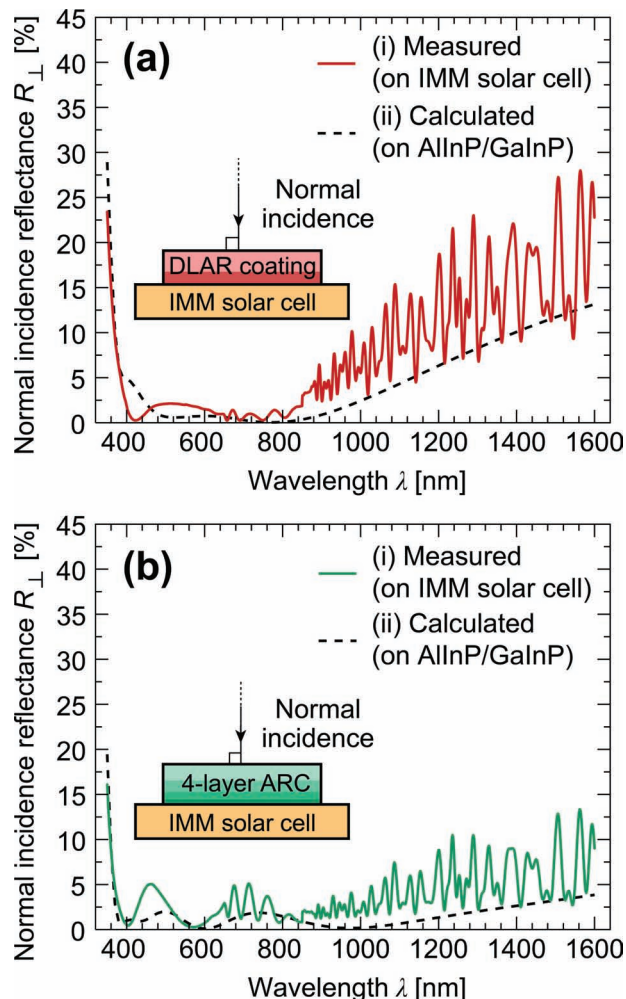 Normal incidence reflectance R⊥ [%]
45
40
35
30
25
20
15
10
5
0
(a)
(i) Measured
(on IMM solar cell)
(ii) Calculated
(on AlInP/GaInP)
Normal
incidence
DLAR coating
IMM solar cell
400 600 800 1000 1200 1400 1600
Wavelength λ [nm]
Normal incidence reflectance R⊥ [%]
45
40
35
30
25
20
15
10
5
0
(b)
(i) Measured
(on IMM solar cell)
(ii) Calculated
(on AlInP/GaInP)
Normal
incidence
4-layer ARC
IMM solar cell
400 600 800 1000 1200 1400 1600
Wavelength λ [nm]